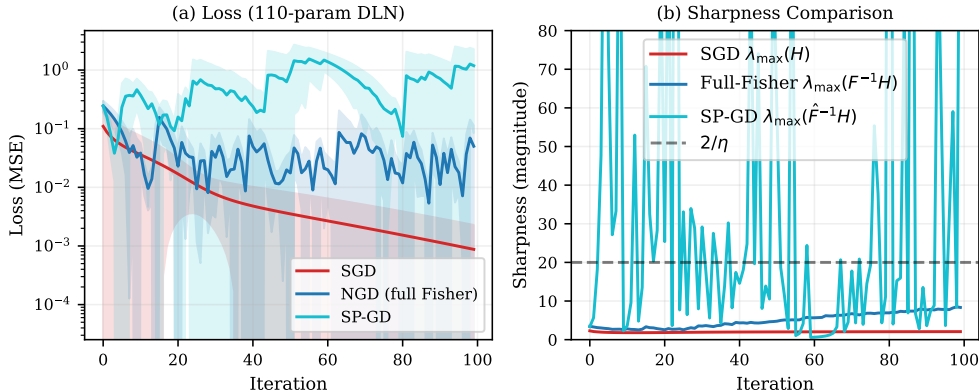 (a) Loss (110-param DLN)
Loss (MSE)
10⁰
10⁻¹
10⁻²
10⁻³
10⁻⁴
SGD
NGD (full Fisher)
SP-GD
0 20 40 60 80 100
Iteration
(b) Sharpness Comparison
Sharpness (magnitude)
80
70
60
50
40
30
20
10
0
SGD λmax(H)
Full-Fisher λmax(F⁻¹H)
SP-GD λmax(F̂⁻¹H)
2/η
0 20 40 60 80 100
Iteration